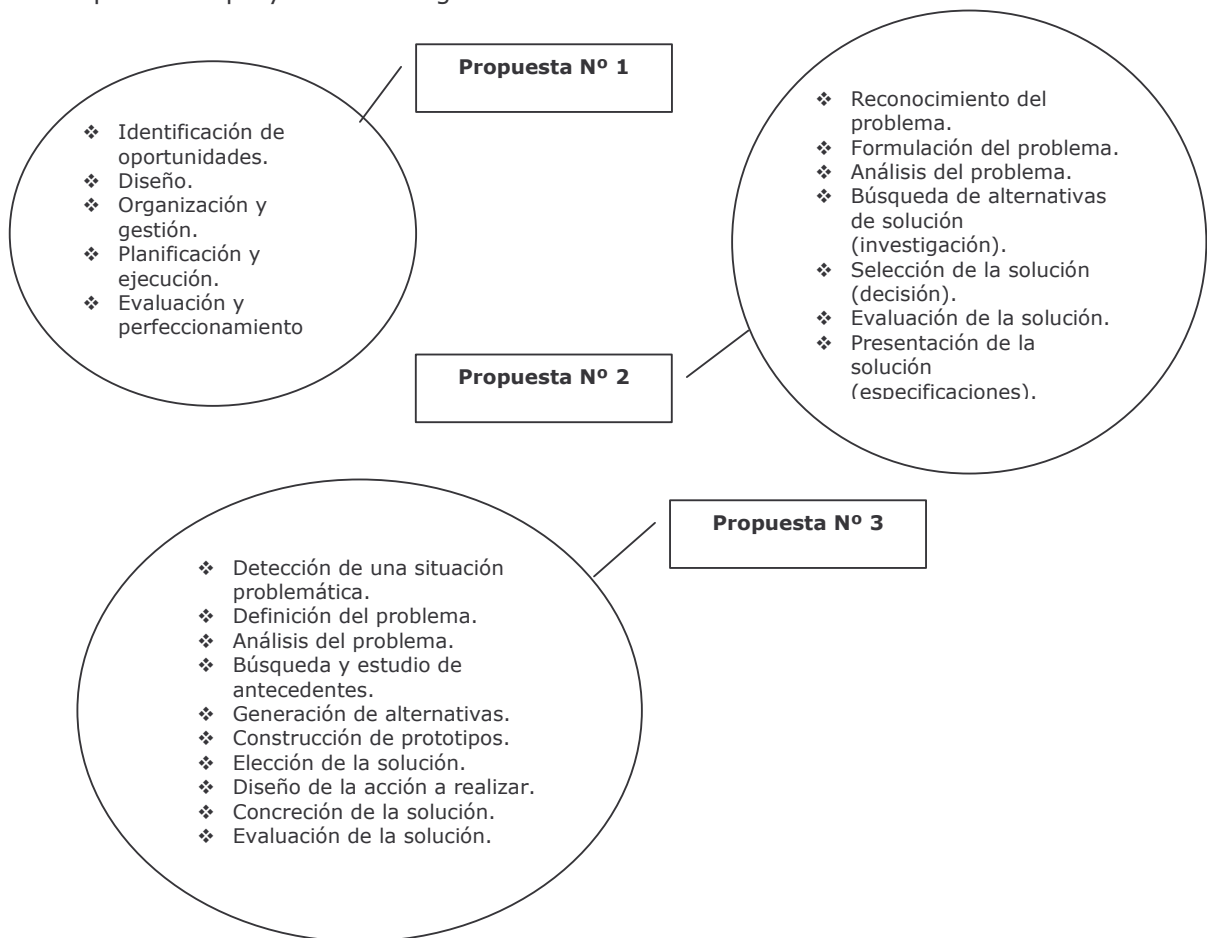 Propuesta Nº 1
❖ Identificación de
oportunidades.
❖ Diseño.
❖ Organización y
gestión.
❖ Planificación y
ejecución.
❖ Evaluación y
perfeccionamiento
Propuesta Nº 2
❖ Reconocimiento del
problema.
❖ Formulación del problema.
❖ Análisis del problema.
❖ Búsqueda de alternativas
de solución
(investigación).
❖ Selección de la solución
(decisión).
❖ Evaluación de la solución.
❖ Presentación de la
solución
(especificaciones).
Propuesta Nº 3
❖ Detección de una situación
problemática.
❖ Definición del problema.
❖ Análisis del problema.
❖ Búsqueda y estudio de
antecedentes.
❖ Generación de alternativas.
❖ Construcción de prototipos.
❖ Elección de la solución.
❖ Diseño de la acción a realizar.
❖ Concreción de la solución.
❖ Evaluación de la solución.